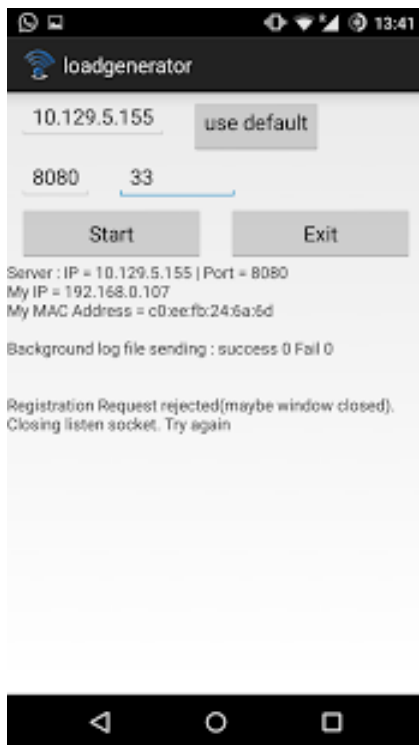 13:41
loadgenerator
10.129.5.155 use default
8080 33
Start Exit
Server : IP = 10.129.5.155 | Port = 8080
My IP = 192.168.0.107
My MAC Address = c0:ee:fb:24:6a:6d
Background log file sending : success 0 Fail 0
Registration Request rejected(maybe window closed).
Closing listen socket. Try again